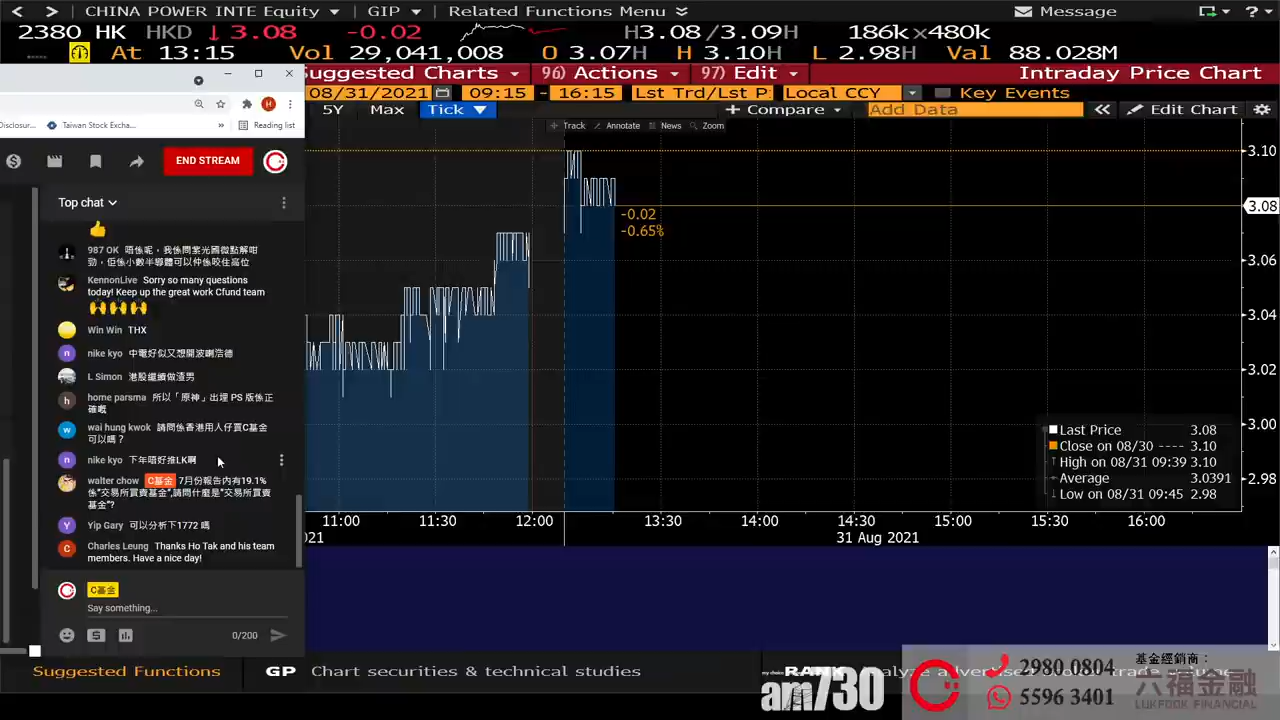 CHINA POWER INTE Equity
GIP
Related Functions Menu
Message
?
2380 HK HKD ↓ 3.08 -0.02
H3.08/3.09H 186k×480k
At 13:15 Vol 29,041,008 O 3.07H H 3.10H L 2.98H Val 88.028M
Suggested Charts
96) Actions
97) Edit
Intraday Price Chart
08/31/2021
09:15 - 16:15
Lst Trd/Lst P
Local CCY
Key Events
5Y
Max
Tick
+ Compare
Add Data
Edit Chart
Track
Annotate
News
Zoom
Disclosur...
Taiwan Stock Excha...
»
Reading list
END STREAM
Top chat
987 OK 唔係呢,我係問紫光國微點解咁
勁,但係小數半導體可以仲係咬住高位
KennonLive Sorry so many questions
today! Keep up the great work Cfund team
Win Win THX
nike kyo 中電好似又想開波喇浩德
L Simon 港股繼續做渣男
home parsma 所以「原神」出埋 PS 版係正
確嘅
wai hung kwok 請問係香港用人仔買C基金
可以嗎?
nike kyo 下年唔好推LK啊
walter chow C基金 7月份報告内有19.1%
係"交易所買賣基金",請問什麼是"交易所買賣
基金"?
Yip Gary 可以分析下1772 嗎
Charles Leung Thanks Ho Tak and his team
members. Have a nice day!
C基金
Say something...
0/200
-0.02
-0.65%
3.10
3.08
3.06
3.04
3.02
3.00
2.98
Last Price 3.08
Close on 08/30 ---- 3.10
High on 08/31 09:39 3.10
Average 3.0391
Low on 08/31 09:45 2.98
11:00
11:30
12:00
13:30
14:00
14:30
15:00
15:30
16:00
021
31 Aug 2021
Suggested Functions
GP Chart securities & technical studies
RANK
am730
2980 0804
5596 3401
基金經銷商:
六福金融
LUKFOOK FINANCIAL